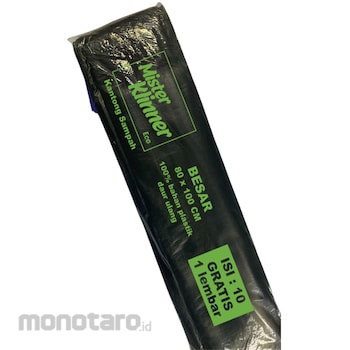 Mister
Klinner
Eco
Kantong Sampah
BESAR
80 X 100 CM
100% bahan plastik
daur ulang
ISI : 10
GRATIS
1 lembar
monotaro.id